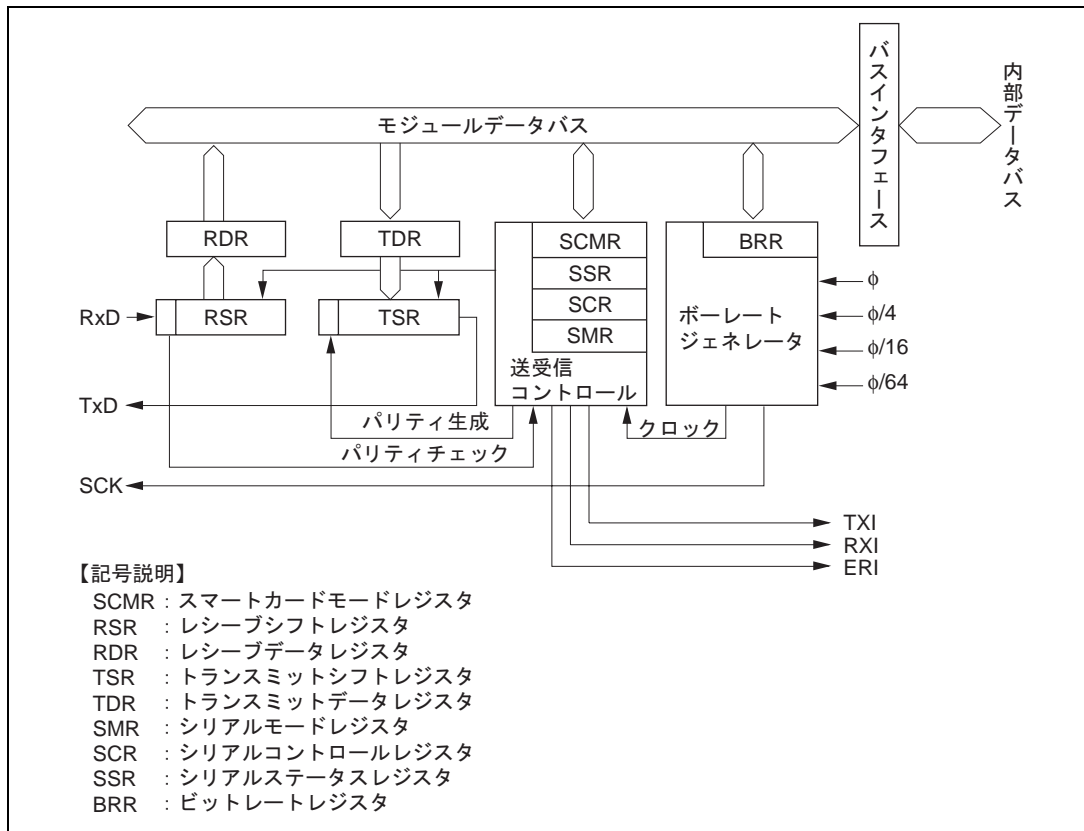 バスインタフェース
内部データバス
モジュールデータバス
RDR
TDR
SCMR
BRR
SSR
φ
RxD
RSR
TSR
SCR
ボーレート
ジェネレータ
φ/4
SMR
φ/16
送受信
コントロール
φ/64
TxD
パリティ生成
クロック
パリティチェック
SCK
TXI
RXI
ERI
【記号説明】
SCMR : スマートカードモードレジスタ
RSR : レシーブシフトレジスタ
RDR : レシーブデータレジスタ
TSR : トランスミットシフトレジスタ
TDR : トランスミットデータレジスタ
SMR : シリアルモードレジスタ
SCR : シリアルコントロールレジスタ
SSR : シリアルステータスレジスタ
BRR : ビットレートレジスタ